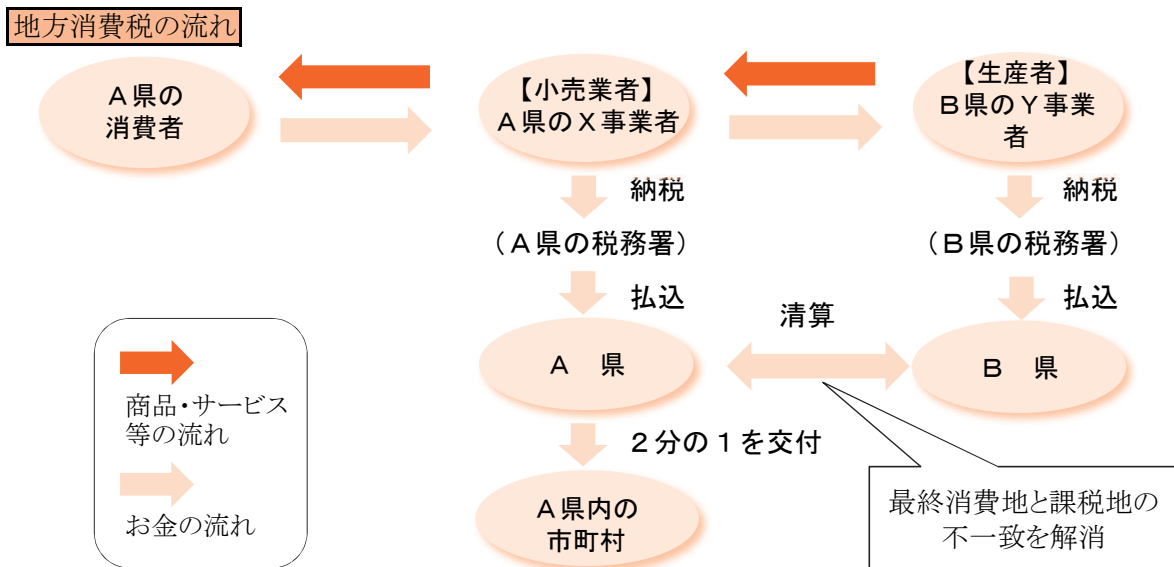 地方消費税の流れ
A県の
消費者
【小売業者】
A県のX事業者
【生産者】
B県のY事業
者
納税
納税
(A県の税務署)
(B県の税務署)
払込
払込
清算
A 県
B 県
2分の1を交付
A県内の
市町村
最終消費地と課税地の
不一致を解消
商品・サービス
等の流れ
お金の流れ